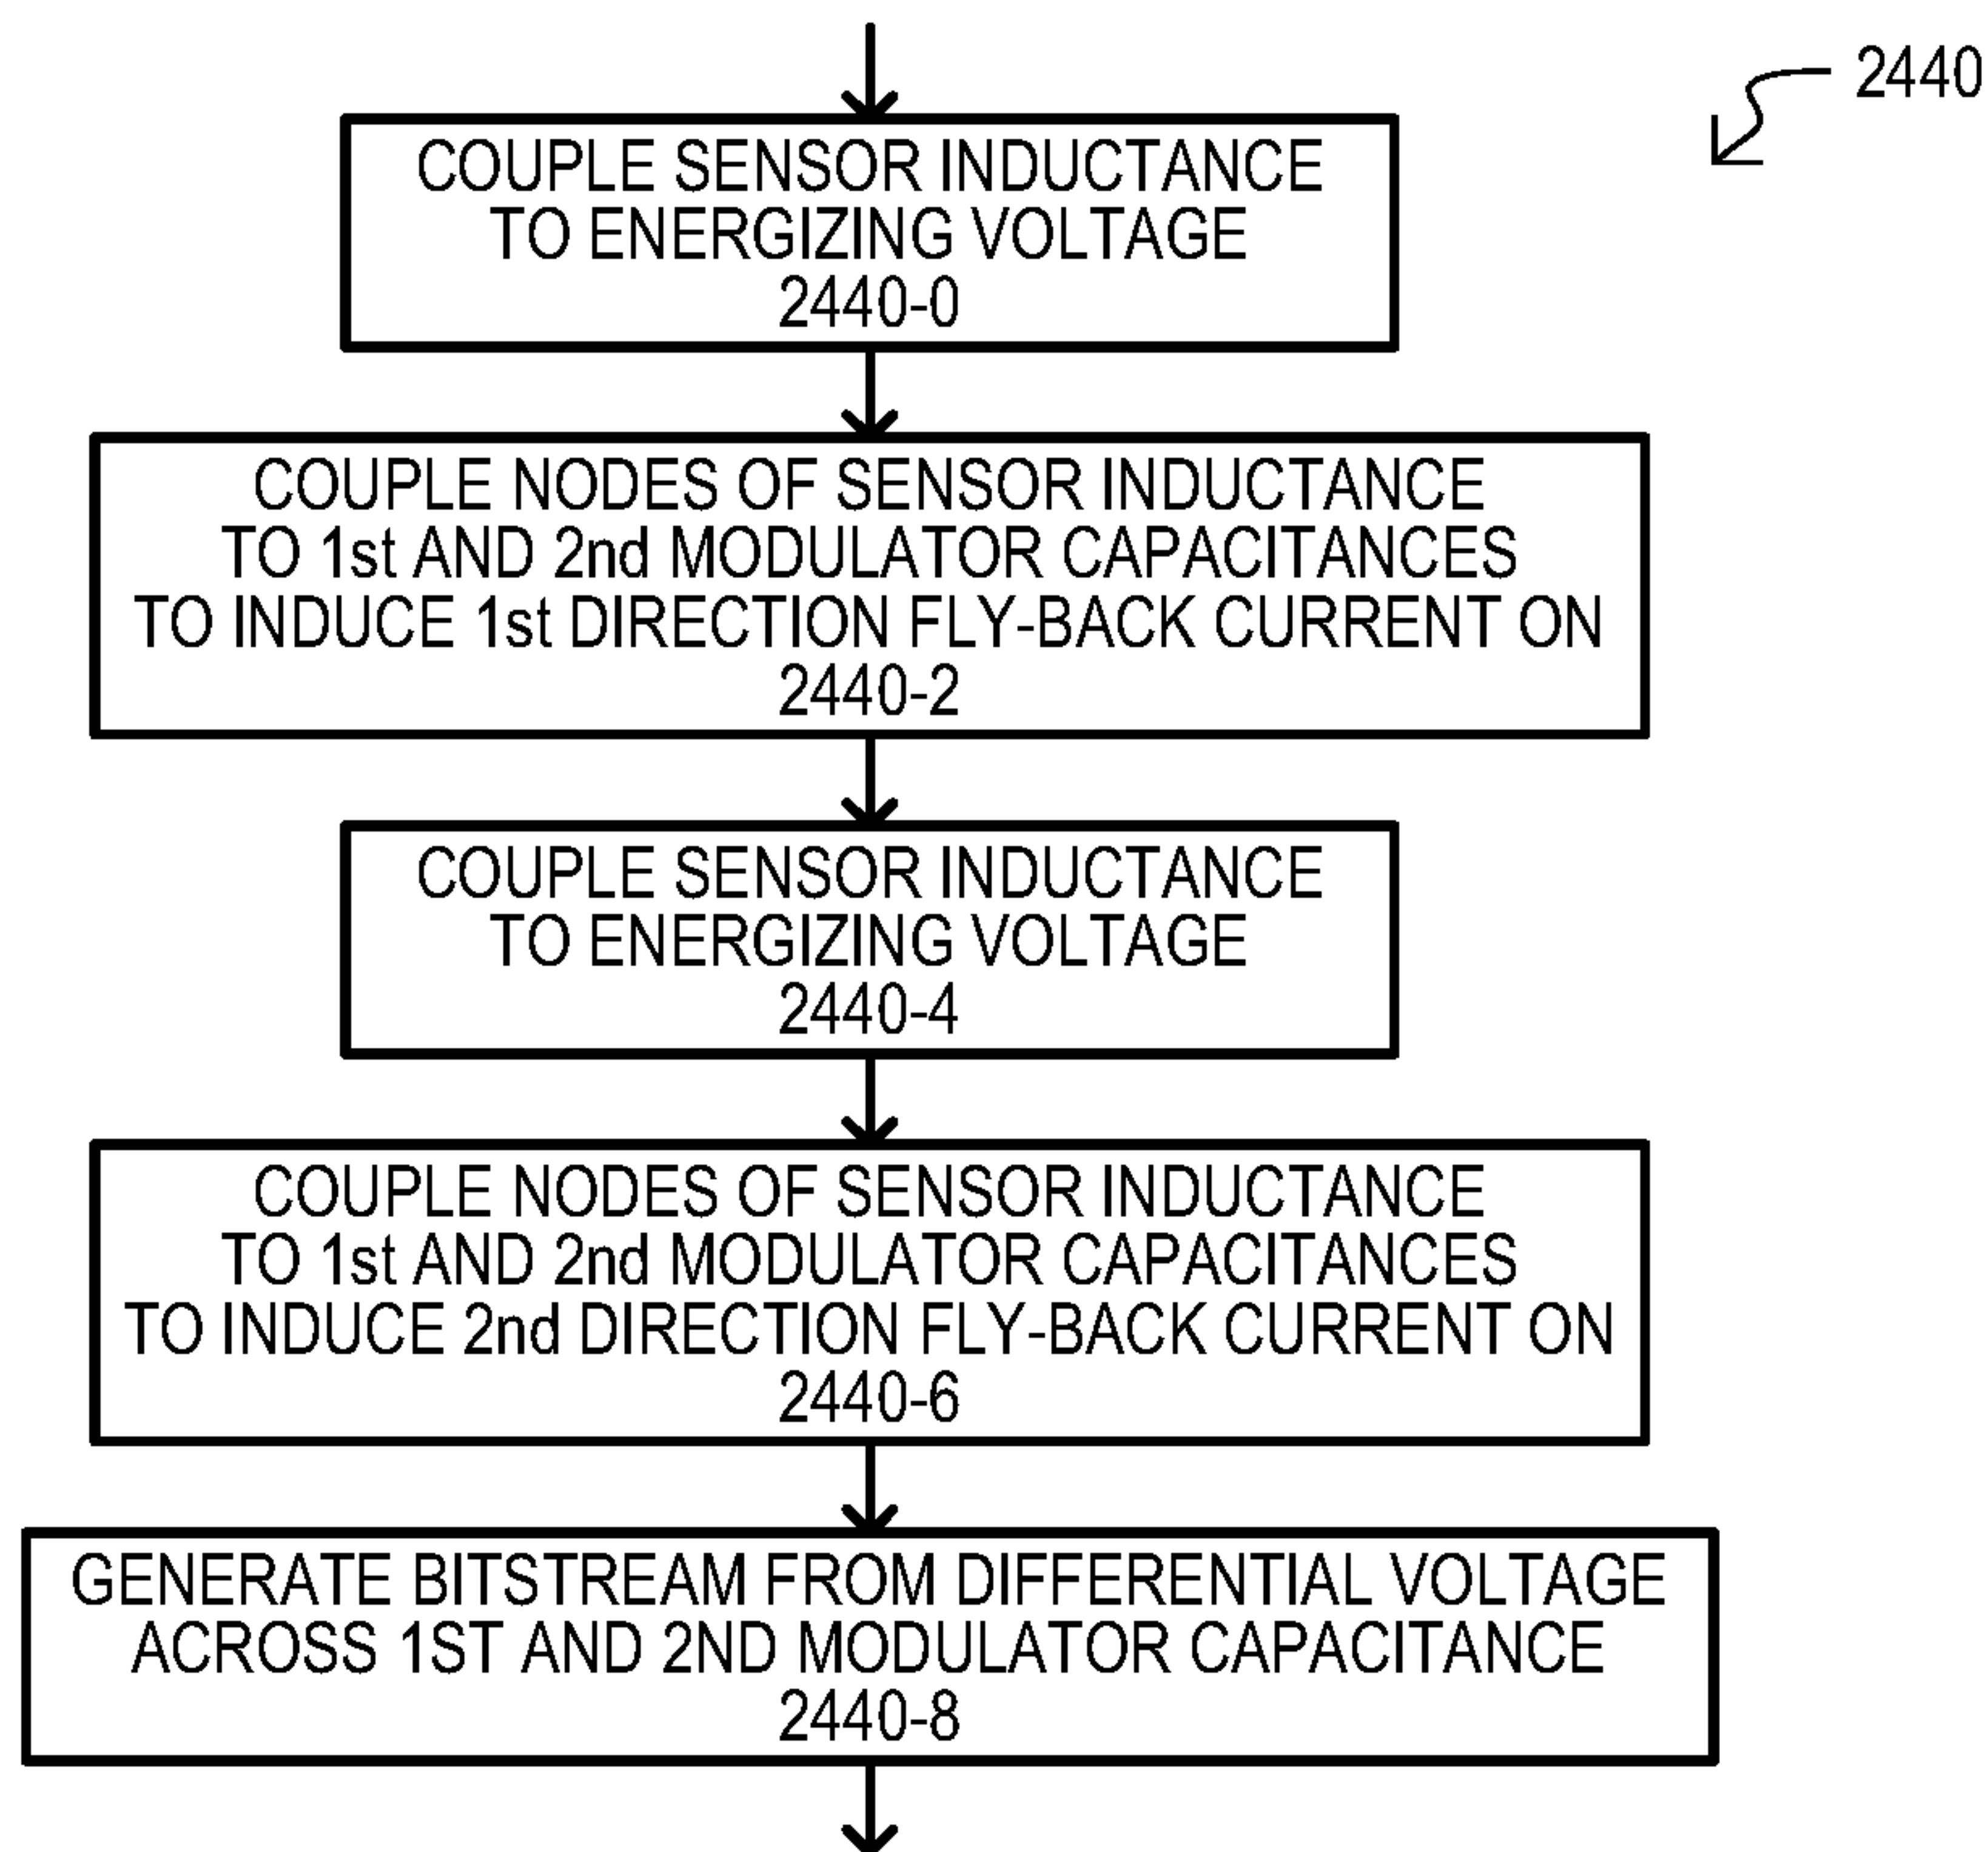 2440
COUPLE SENSOR INDUCTANCE
TO ENERGIZING VOLTAGE
2440-0
COUPLE NODES OF SENSOR INDUCTANCE
TO 1st AND 2nd MODULATOR CAPACITANCES
TO INDUCE 1st DIRECTION FLY-BACK CURRENT ON
2440-2
COUPLE SENSOR INDUCTANCE
TO ENERGIZING VOLTAGE
2440-4
COUPLE NODES OF SENSOR INDUCTANCE
TO 1st AND 2nd MODULATOR CAPACITANCES
TO INDUCE 2nd DIRECTION FLY-BACK CURRENT ON
2440-6
GENERATE BITSTREAM FROM DIFFERENTIAL VOLTAGE
ACROSS 1ST AND 2ND MODULATOR CAPACITANCE
2440-8